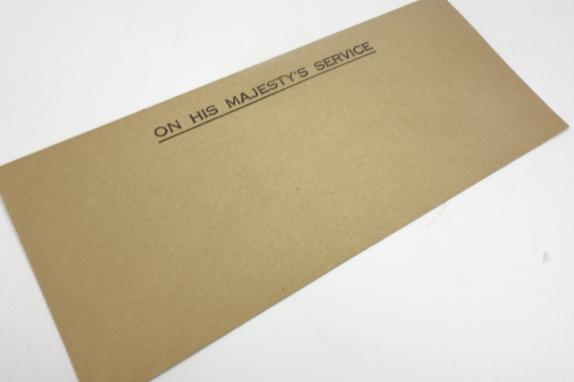 ON HIS MAJESTY'S SERVICE